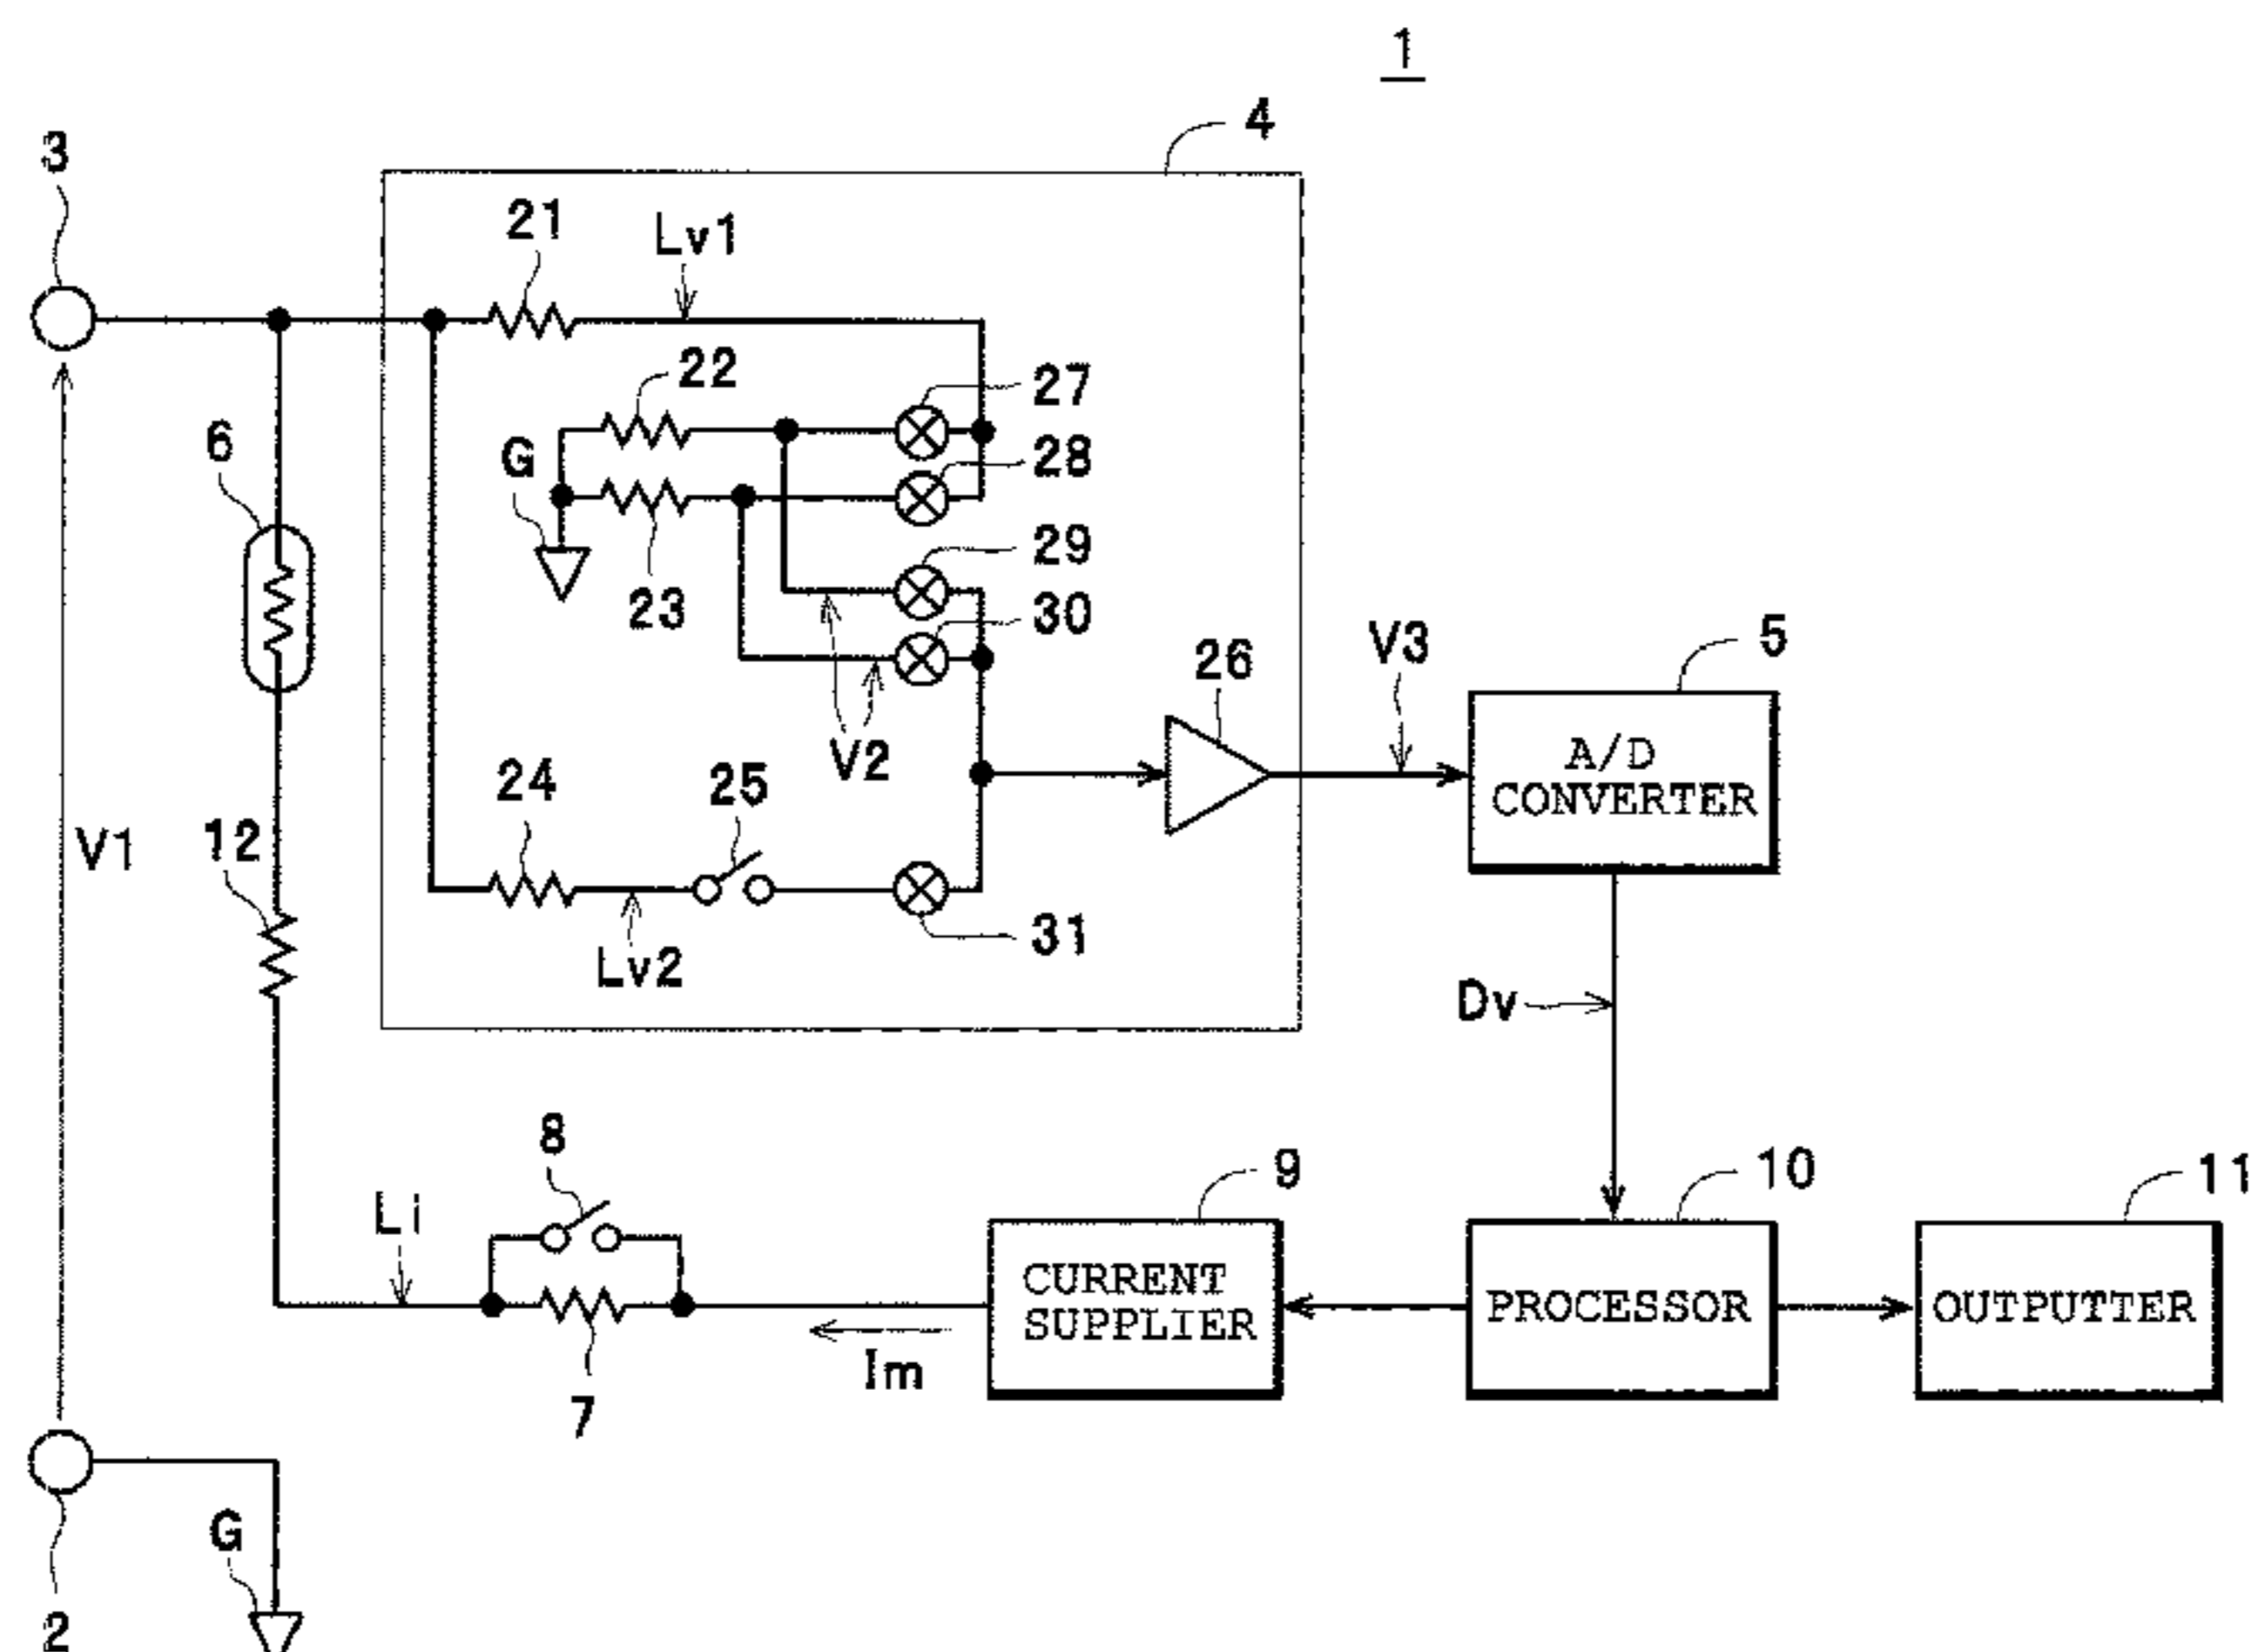 1
4
3
21
Lv1
22
27
6
G
28
29
23
30
26
V3
5
V2
A/D
CONVERTER
24
25
V1
12
31
Lv2
Dv
8
9
10
11
Li
CURRENT
SUPPLIER
PROCESSOR
OUTPUTTER
Im
7
G
2